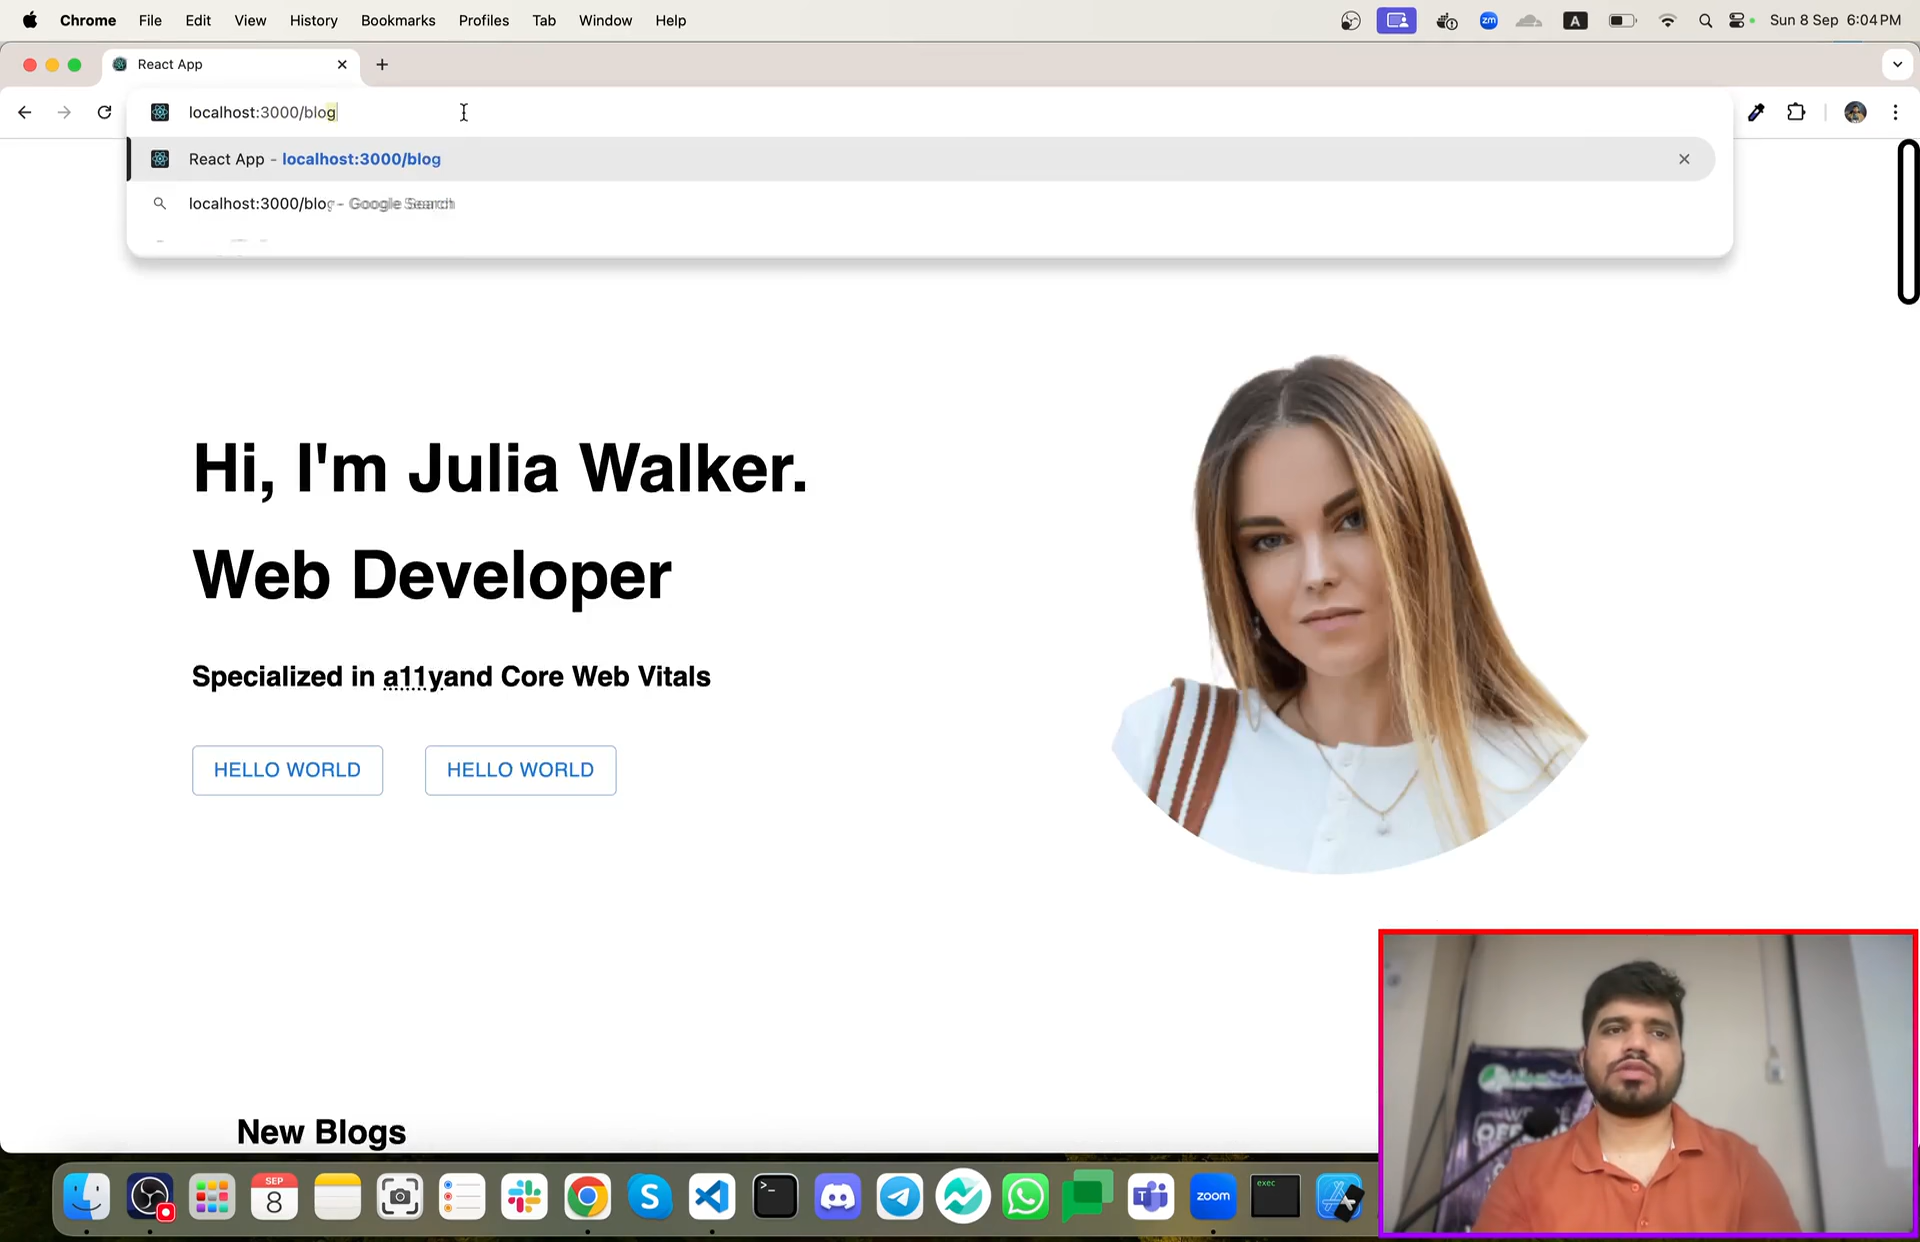 Chrome File Edit View History Bookmarks Profiles Tab Window Help
zm A Sun 8 Sep 6:04 PM
React App
localhost:3000/blog
React App - localhost:3000/blog
localhost:3000/blog - Google Search
Hi, I'm Julia Walker.
Web Developer
Specialized in a11yand Core Web Vitals
HELLO WORLD HELLO WORLD
New Blogs
SEP
8
S
zoom
exec